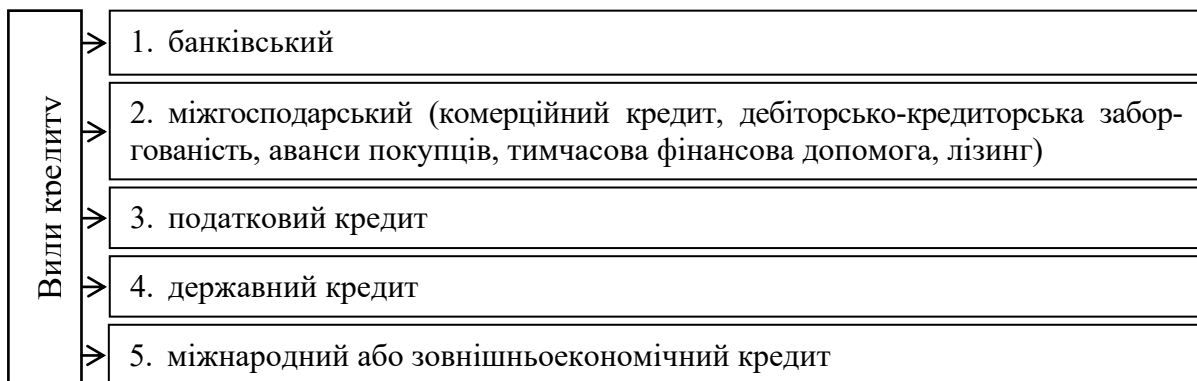 Види кредиту
1. банківський
2. міжгосподарський (комерційний кредит, дебіторсько-кредиторська забор-
гованість, аванси покупців, тимчасова фінансова допомога, лізинг)
3. податковий кредит
4. державний кредит
5. міжнародний або зовнішньоекономічний кредит